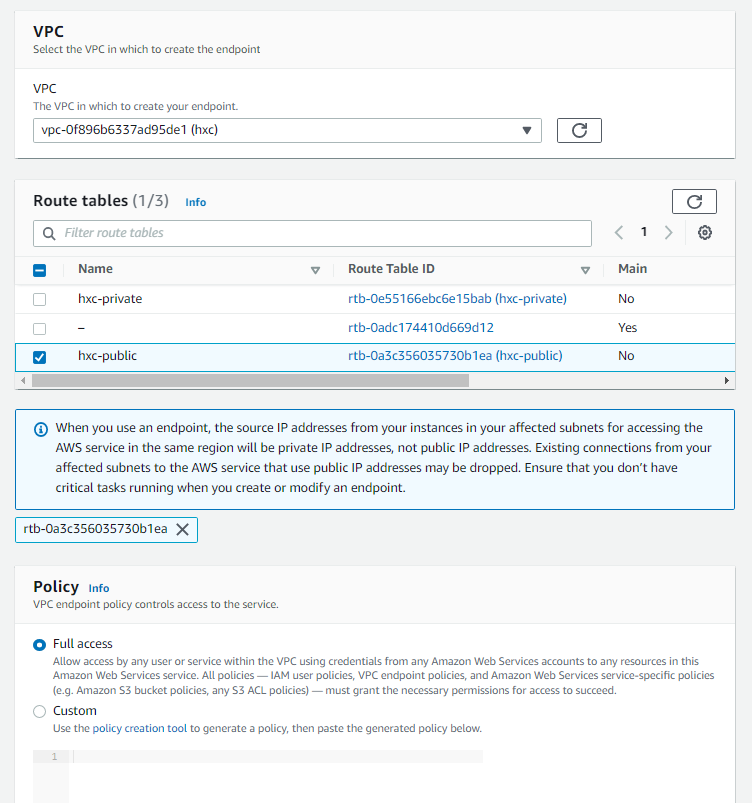 VPC
Select the VPC in which to create the endpoint
VPC
The VPC in which to create your endpoint.
vpc-0f896b6337ad95de1 (hxc)
Route tables (1/3) Info
Filter route tables
1
Name Route Table ID Main
hxc-private rtb-0e55166ebc6e15bab (hxc-private) No
– rtb-0adc174410d669d12 Yes
hxc-public rtb-0a3c356035730b1ea (hxc-public) No
When you use an endpoint, the source IP addresses from your instances in your affected subnets for accessing the
AWS service in the same region will be private IP addresses, not public IP addresses. Existing connections from your
affected subnets to the AWS service that use public IP addresses may be dropped. Ensure that you don’t have
critical tasks running when you create or modify an endpoint.
rtb-0a3c356035730b1ea
Policy Info
VPC endpoint policy controls access to the service.
Full access
Allow access by any user or service within the VPC using credentials from any Amazon Web Services accounts to any resources in this
Amazon Web Services service. All policies — IAM user policies, VPC endpoint policies, and Amazon Web Services service-specific policies
(e.g. Amazon S3 bucket policies, any S3 ACL policies) — must grant the necessary permissions for access to succeed.
Custom
Use the policy creation tool to generate a policy, then paste the generated policy below.
1